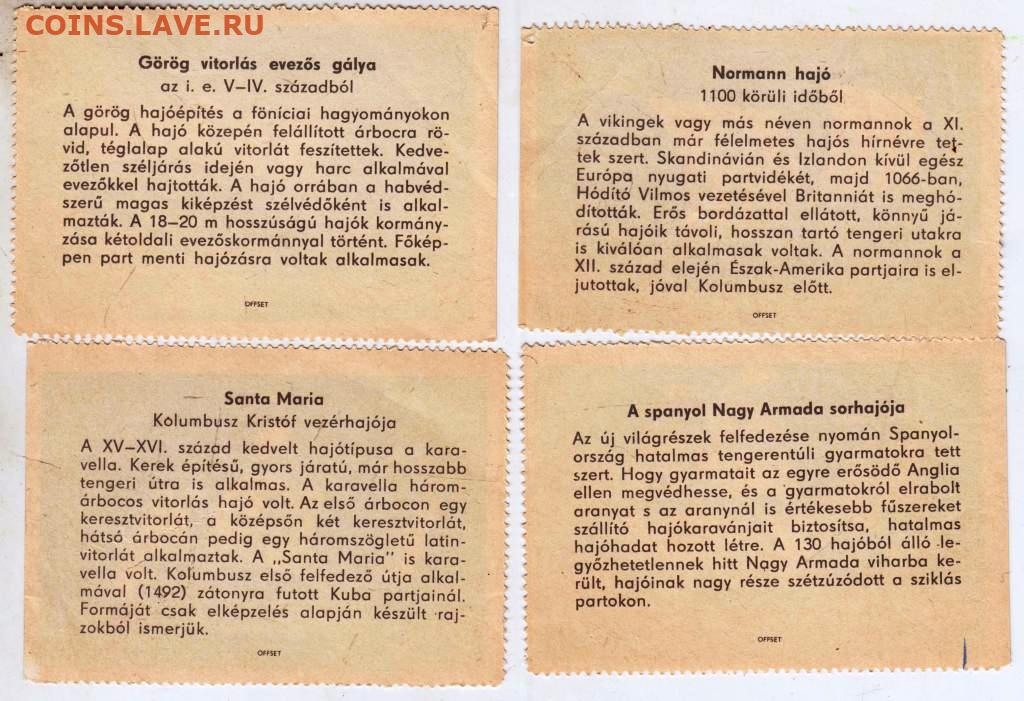 COINS.LAVE.RU
Görög vitorlás evezős gálya
az i. e. V–IV. századból
A görög hajóépítés a föníciai hagyományokon
alapul. A hajó közepén felállított árbocra rö-
vid, téglalap alakú vitorlát feszítettek. Kedve-
zőtlen széljárás idején vagy harc alkalmával
evezőkkel hajtották. A hajó orrában a habvéd-
szerű magas kiképzést szélvédőként is alkal-
mazták. A 18–20 m hosszúságú hajók kormány-
zása kétoldali evezőskormánnyal történt. Főkép-
pen part menti hajózásra voltak alkalmasak.
OFFSET
Normann hajó
1100 körüli időből
A vikingek vagy más néven normannok a XI.
században már félelmetes hajós hírnévre tet-
tek szert. Skandinávián és Izlandon kívül egész
Európa nyugati partvidékét, majd 1066-ban,
Hódító Vilmos vezetésével Britanniát is meghó-
dították. Erős bordázattal ellátott, könnyű já-
rású hajóik távoli, hosszan tartó tengeri utakra
is kiválóan alkalmasak voltak. A normannok a
XII. század elején Észak-Amerika partjaira is el-
jutottak, jóval Kolumbusz előtt.
OFFSET
Santa Maria
Kolumbusz Kristóf vezérhajója
A XV–XVI. század kedvelt hajótípusa a kara-
vella. Kerek építésű, gyors járatú, már hosszabb
tengeri útra is alkalmas. A karavella három-
árbocos vitorlás hajó volt. Az első árbocon egy
keresztvitorlát, a középsőn két keresztvitorlát,
hátsó árbocán pedig egy háromszögletű latin-
vitorlát alkalmaztak. A „Santa Maria" is kara-
vella volt. Kolumbusz első felfedező útja alkal-
mával (1492) zátonyra futott Kuba partjainál.
Formáját csak elképzelés alapján készült raj-
zokból ismerjük.
OFFSET
A spanyol Nagy Armada sorhajója
Az új világrészek felfedezése nyomán Spanyol-
ország hatalmas tengerentúli gyarmatokra tett
szert. Hogy gyarmatait az egyre erősödő Anglia
ellen megvédhesse, és a gyarmatokról elrabolt
aranyat s az aranynál is értékesebb fűszereket
szállító hajókaravánjait biztosítsa, hatalmas
hajóhadat hozott létre. A 130 hajóból álló le-
győzhetetlennek hitt Nagy Armada viharba ke-
rült, hajóinak nagy része szétzúzódott a sziklás
partokon.
OFFSET